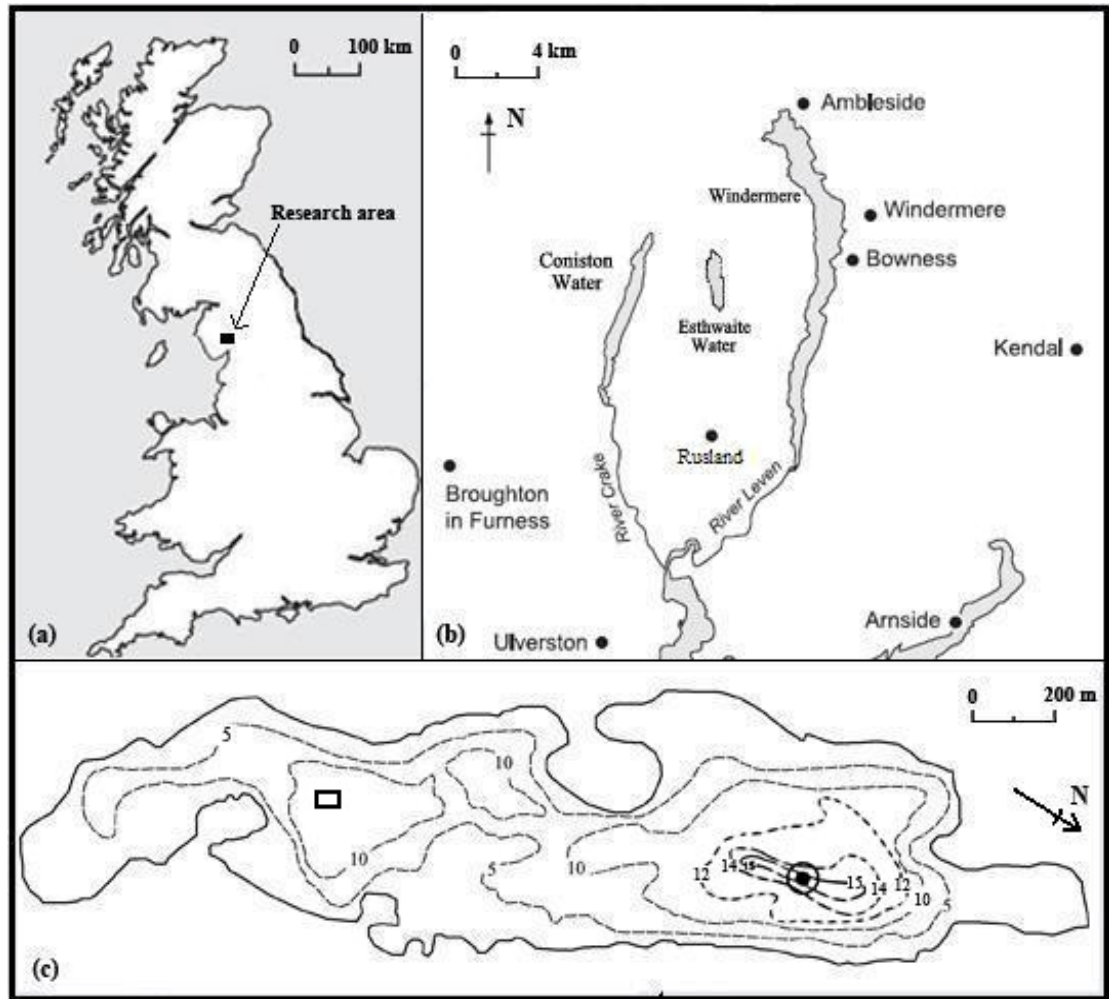 0 100 km
Research area
(a)
0 4 km
N
Ambleside
Windermere
Windermere
Bowness
Coniston
Water
Esthwaite
Water
Kendal
Rusland
Broughton
in Furness
River Crake
River Leven
Arnside
Ulverston
(b)
0 200 m
N
5
10
10
5
10
12
14
15
14
12
10
5
(c)